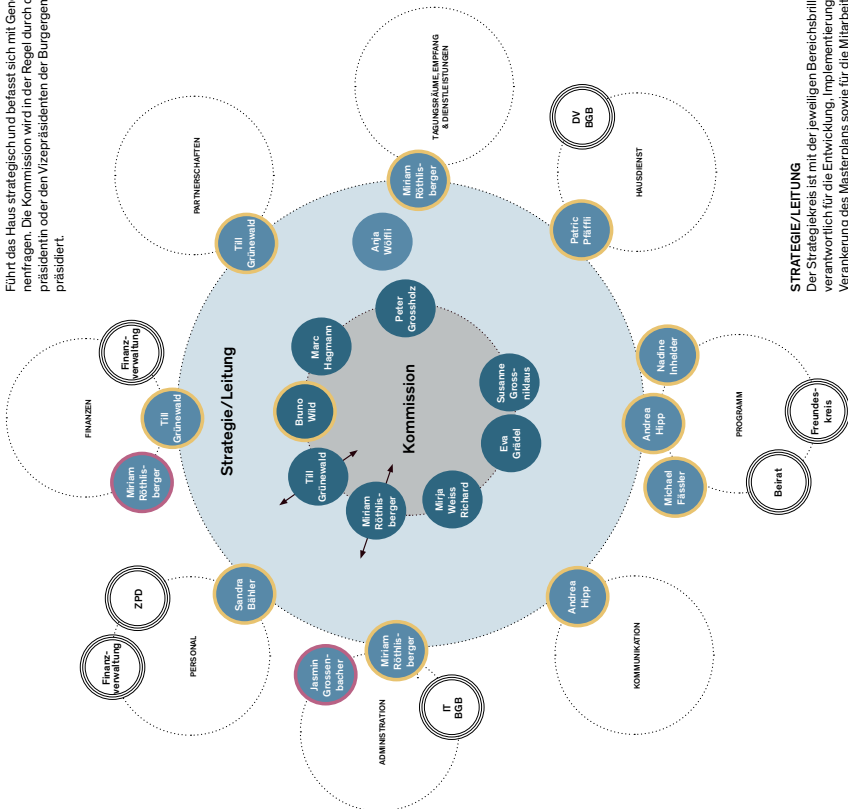 Führt das Haus strategisch und befasst sich mit Gene
nenfragen. Die Kommission wird in der Regel durch d
präsidentin oder den Vizepräsidenten der Burgergen
präsidiert.
FINANZEN
Finanz-
verwaltung
Miriam
Röthlis-
berger
Till
Grünewald
PARTNERSCHAFTEN
Till
Grünewald
TAGUNGSRÄUME, EMPFANG
& DIENSTLEISTUNGEN
Miriam
Röthlis-
berger
Anja
Wölfli
HAUSDIENST
DV
BGB
Patric
Pfäffli
PROGRAMM
Nadine
Inhelder
Andrea
Hipp
Michael
Fässler
Beirat
Freundes-
kreis
KOMMUNIKATION
Andrea
Hipp
ADMINISTRATION
Jasmin
Grossen-
bacher
Miriam
Röthlis-
berger
IT
BGB
PERSONAL
Finanz-
verwaltung
ZPD
Sandra
Bähler
Strategie/Leitung
Kommission
Bruno
Wild
Marc
Hagmann
Peter
Grossholz
Susanne
Gross-
niklaus
Eva
Grädel
Mirja
Weiss
Richard
Miriam
Röthlis-
berger
Till
Grünewald
STRATEGIE/LEITUNG
Der Strategiekreis ist mit der jeweiligen Bereichsbrill
verantwortlich für die Entwicklung, Implementierung
Verankerung des Masterplans sowie für die Mitarbeit